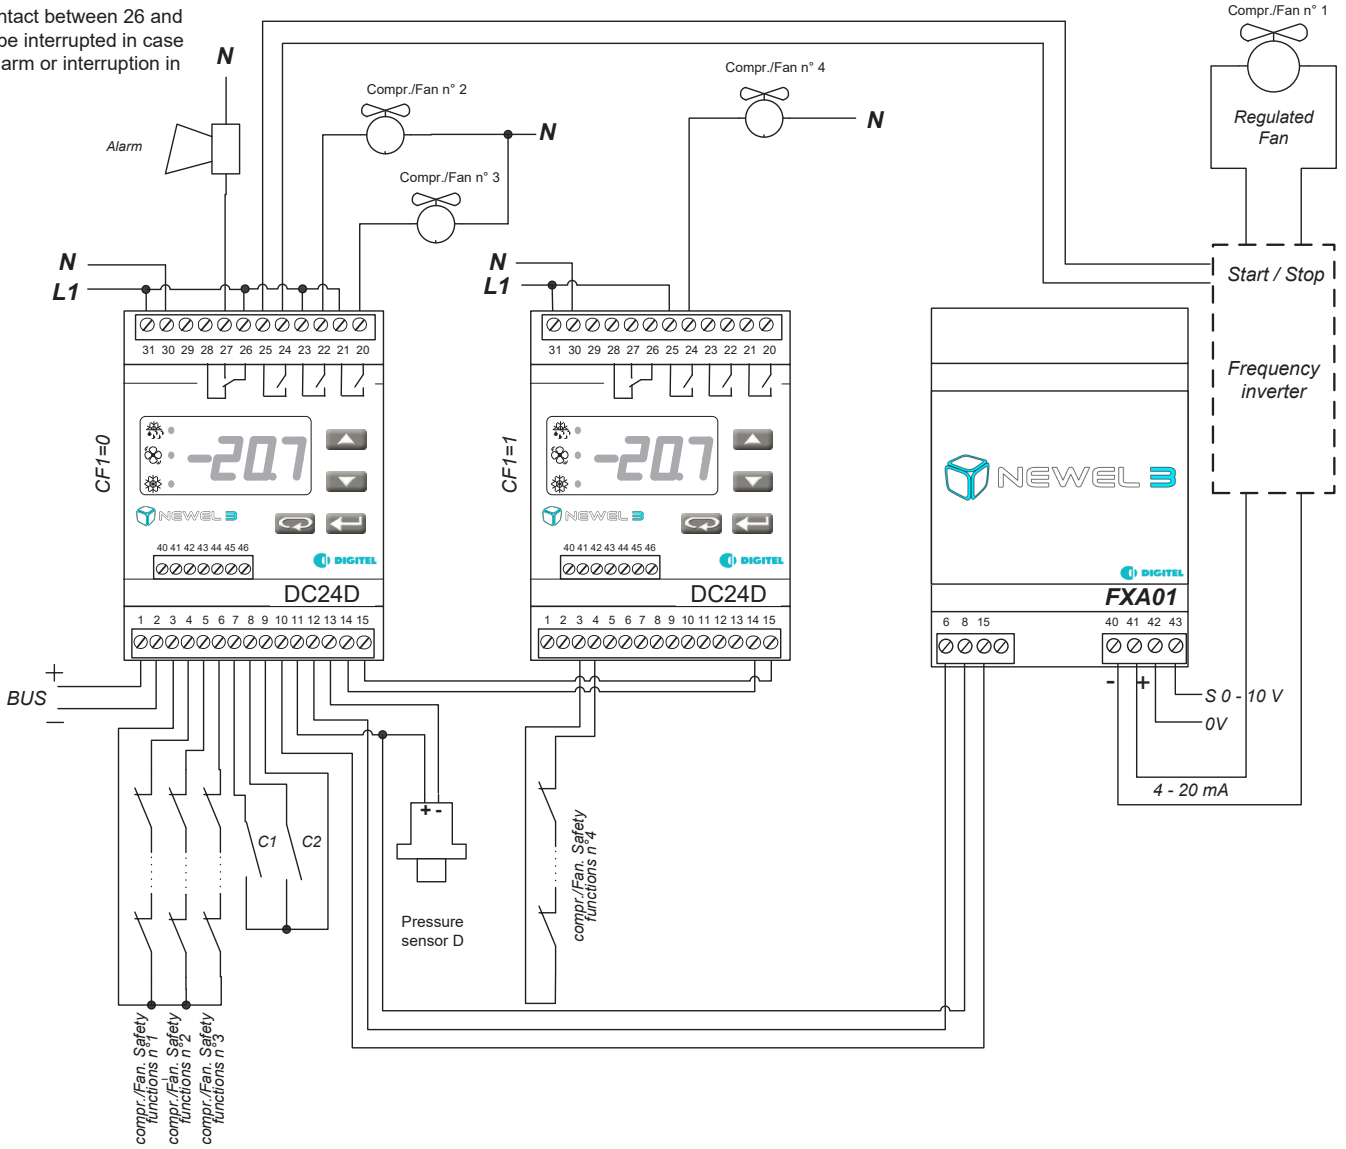 ntact between 26 and
be interrupted in case
arm or interruption in
N
Alarm
Compr./Fan n° 2
N
Compr./Fan n° 3
Compr./Fan n° 4
N
Compr./Fan n° 1
Regulated
Fan
N
L1
N
L1
Start / Stop
Frequency
inverter
31 30 29 28 27 26 25 24 23 22 21 20
CF1=0
-20.7
NEWEL 3
40 41 42 43 44 45 46
DIGITEL
DC24D
1 2 3 4 5 6 7 8 9 10 11 12 13 14 15
31 30 29 28 27 26 25 24 23 22 21 20
CF1=1
-20.7
NEWEL 3
40 41 42 43 44 45 46
DIGITEL
DC24D
1 2 3 4 5 6 7 8 9 10 11 12 13 14 15
NEWEL 3
DIGITEL
FXA01
6 8 15
40 41 42 43
- +
S 0 - 10 V
0V
4 - 20 mA
+
BUS
–
C1
C2
+ -
Pressure
sensor D
compr./Fan. Safety
functions n°4
compr./Fan. Safety
functions n°1
compr./Fan. Safety
functions n°2
compr./Fan. Safety
functions n°3